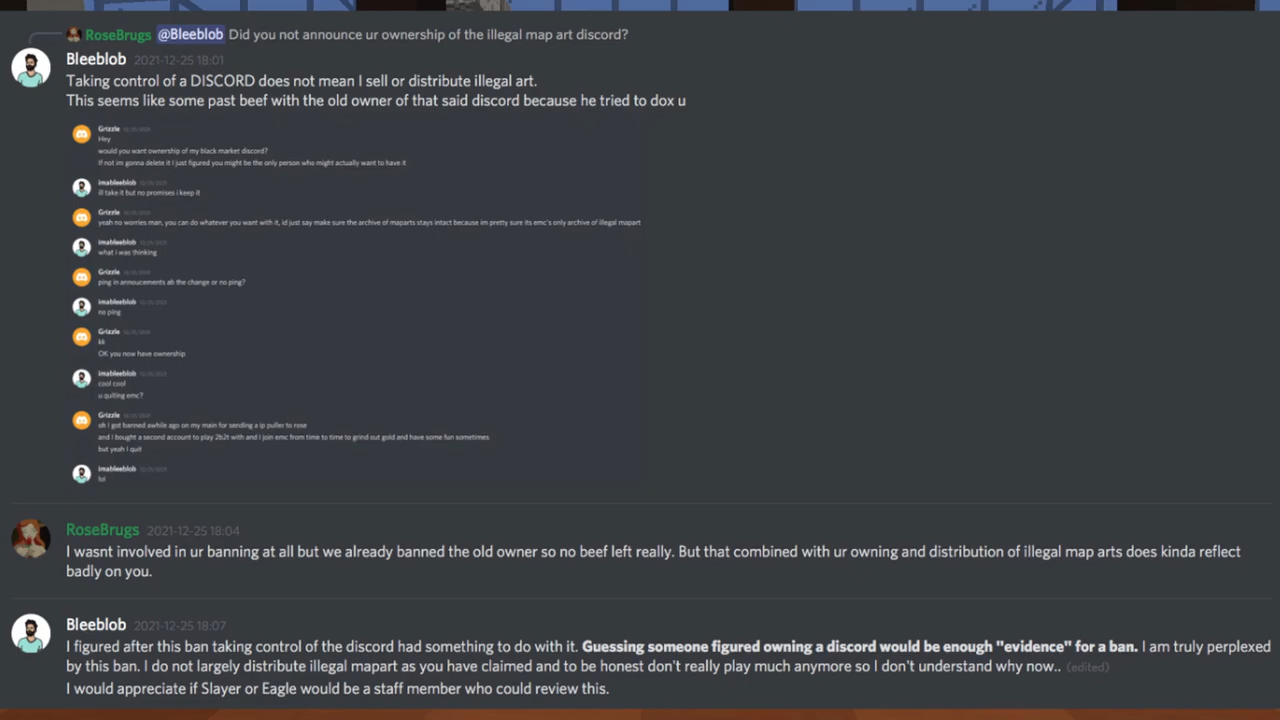 RoseBrugs @Bleeblob Did you not announce ur ownership of the illegal map art discord?
Bleeblob 2021-12-25 18:01
Taking control of a DISCORD does not mean I sell or distribute illegal art.
This seems like some past beef with the old owner of that said discord because he tried to dox u
Grizzle
Hey
would you want ownership of my black market discord?
If not im gonna delete it I just figured you might be the only person who might actually want to have it
imableeblob
ill take it but no promises i keep it
Grizzle
yeah no worries man, you can do whatever you want with it, id just say make sure the archive of maparts stays intact because im pretty sure its emc's only archive of illegal mapart
imableeblob
what i was thinking
Grizzle
ping in annoucements ab the change or no ping?
imableeblob
no ping
Grizzle
kk
OK you now have ownership
imableeblob
cool cool
u quiting emc?
Grizzle
oh I got banned awhile ago on my main for sending a ip puller to rose
and I bought a second account to play 2b2t with and I join emc from time to time to grind out gold and have some fun sometimes
but yeah I quit
imableeblob
lol
RoseBrugs 2021-12-25 18:04
I wasnt involved in ur banning at all but we already banned the old owner so no beef left really. But that combined with ur owning and distribution of illegal map arts does kinda reflect
badly on you.
Bleeblob 2021-12-25 18:07
I figured after this ban taking control of the discord had something to do with it. Guessing someone figured owning a discord would be enough "evidence" for a ban. I am truly perplexed
by this ban. I do not largely distribute illegal mapart as you have claimed and to be honest don't really play much anymore so I don't understand why now.. (edited)
I would appreciate if Slayer or Eagle would be a staff member who could review this.